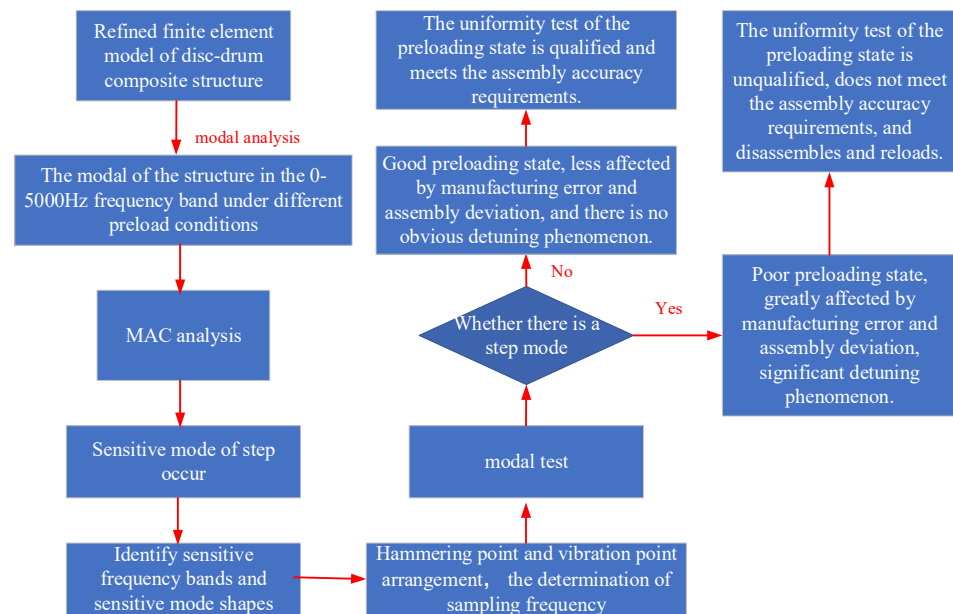 Refined finite element
model of disc-drum
composite structure
modal analysis
The modal of the structure in the 0-
5000Hz frequency band under different
preload conditions
MAC analysis
Sensitive mode of step
occur
Identify sensitive
frequency bands and
sensitive mode shapes
Hammering point and vibration point
arrangement， the determination of
sampling frequency
modal test
Whether there is a
step mode
No
Good preloading state, less affected
by manufacturing error and
assembly deviation, and there is no
obvious detuning phenomenon.
The uniformity test of the
preloading state is qualified and
meets the assembly accuracy
requirements.
Yes
Poor preloading state,
greatly affected by
manufacturing error and
assembly deviation,
significant detuning
phenomenon.
The uniformity test of the
preloading state is
unqualified, does not meet
the assembly accuracy
requirements, and
disassembles and reloads.